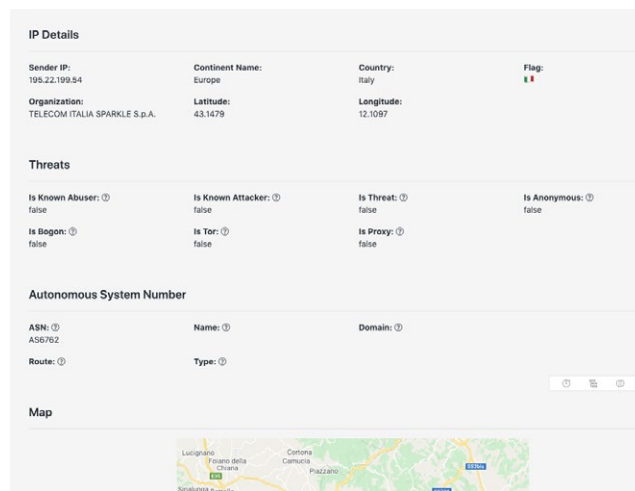 IP Details
Sender IP: Continent Name: Country: Flag:
195.22.199.54 Europe Italy
Organization: Latitude: Longitude:
TELECOM ITALIA SPARKLE S.p.A. 43.1479 12.1097
Threats
Is Known Abuser: Is Known Attacker: Is Threat: Is Anonymous:
false false false false
Is Bogon: Is Tor: Is Proxy:
false false false
Autonomous System Number
ASN: Name: Domain:
AS6762
Route: Type:
Map
Lucignano Cortona
Foiano della Camucia
Chiana Piazzano
Sinalunga